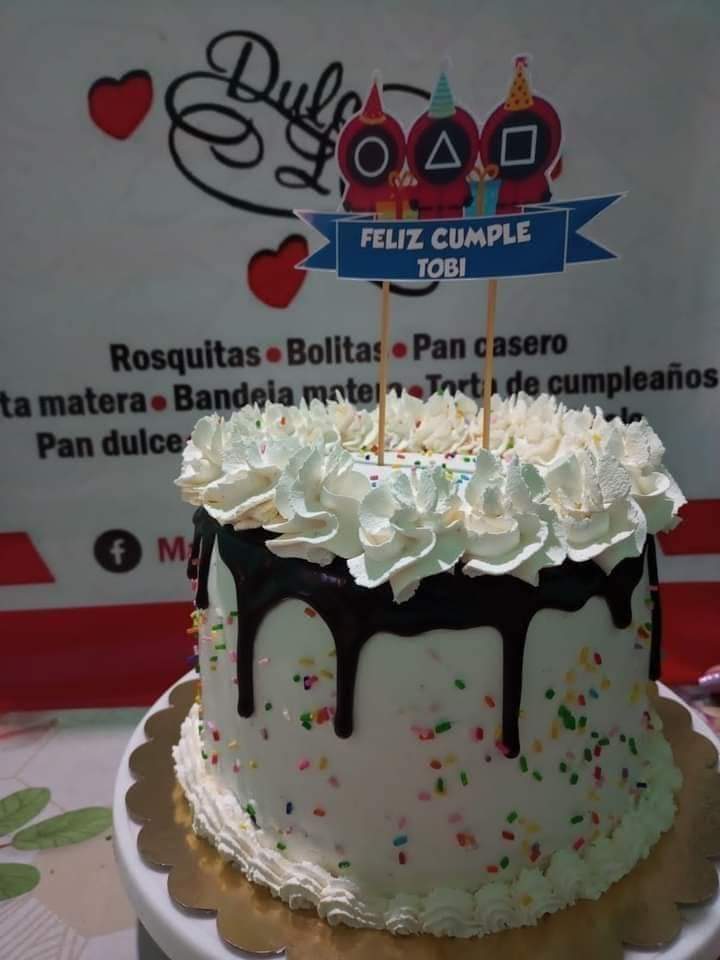 Dulc
FELIZ CUMPLE
TOBI
Rosquitas • Bolitas • Pan casero
ta matera • Bandeja matera • Torta de cumpleaños
Pan dulce
f